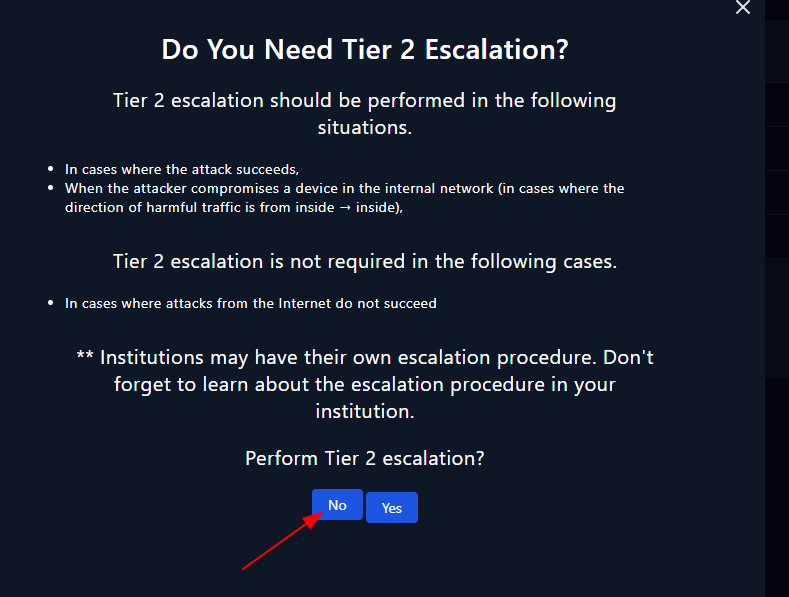 Do You Need Tier 2 Escalation?
Tier 2 escalation should be performed in the following
situations.
• In cases where the attack succeeds,
• When the attacker compromises a device in the internal network (in cases where the
direction of harmful traffic is from inside → inside),
Tier 2 escalation is not required in the following cases.
• In cases where attacks from the Internet do not succeed
** Institutions may have their own escalation procedure. Don't
forget to learn about the escalation procedure in your
institution.
Perform Tier 2 escalation?
No Yes